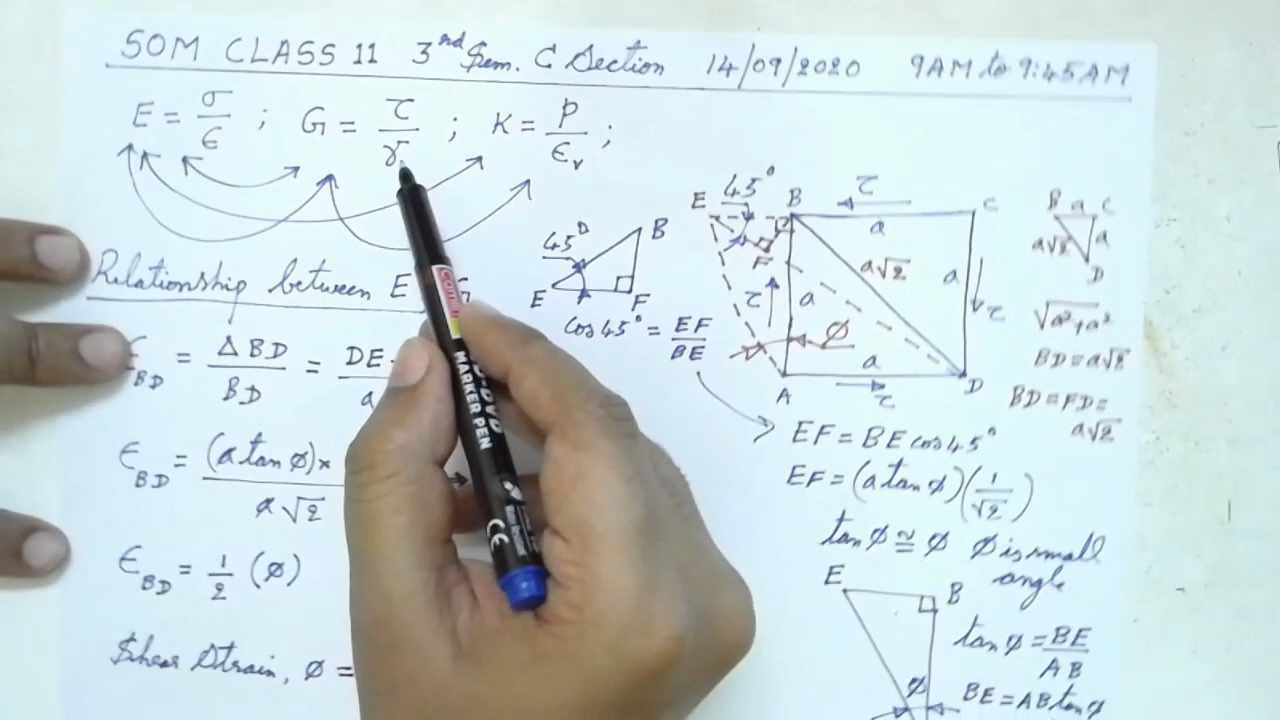 SOM CLASS 11 3rd Sem. C Section 14/09/2020 9AM to 9:45AM
E = σ/ϵ ; G = τ/γ ; K = P/ϵv ;
Relationship between E
ϵBD = ΔBD/BD = DE
ϵBD = (a tan ϕ)×/a√2
ϵBD = 1/2 (ϕ)
Shear Strain, ϕ =
45°
B
E
F
cos 45° = EF/BE
E
45°
B
τ
C
a
F
a√2
a
τ
a
τ
ϕ
a
A
τ
D
B
a
C
a√2
a
D
√a²+a²
BD = a√2
BD = FD =
a√2
EF = BE cos 45°
EF = (a tan ϕ)(1/√2)
tan ϕ ≅ ϕ ϕ is small
angle
E
B
ϕ
tan ϕ = BE/AB
BE = AB tan ϕ
CD-DVD
MARKER PEN
CE